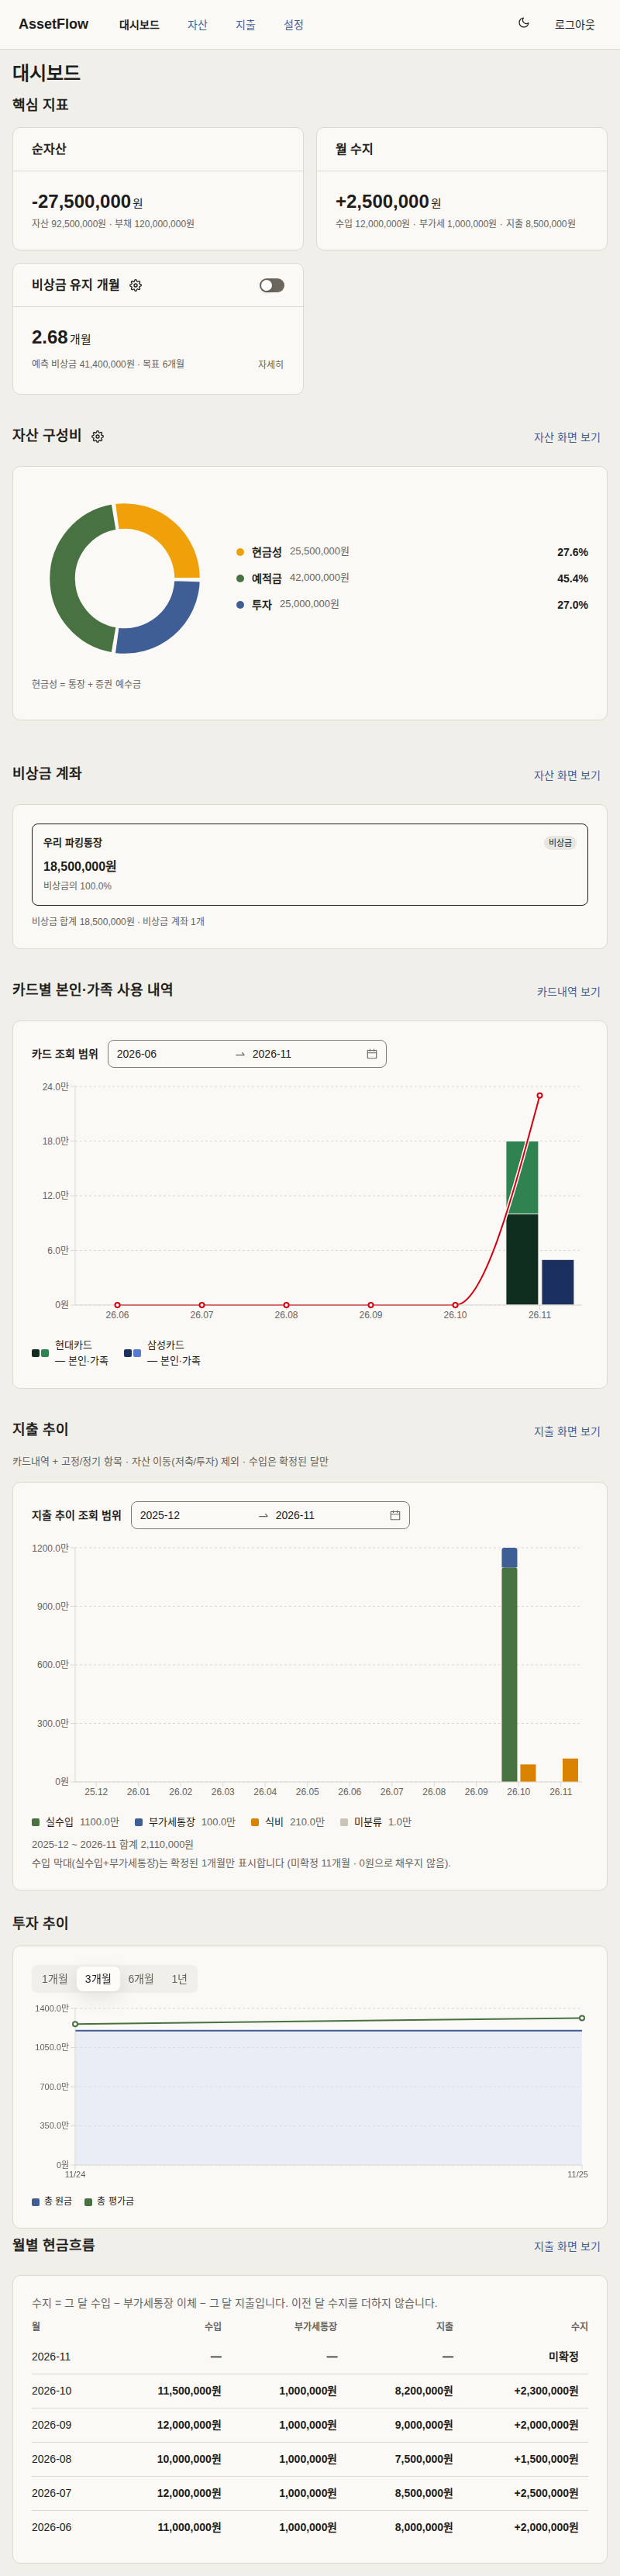 AssetFlow 대시보드 자산 지출 설정 로그아웃
대시보드
핵심 지표
순자산
-27,500,000원
자산 92,500,000원 · 부채 120,000,000원
월 수지
+2,500,000원
수입 12,000,000원 · 부가세 1,000,000원 · 지출 8,500,000원
비상금 유지 개월
2.68개월
예측 비상금 41,400,000원 · 목표 6개월 자세히
자산 구성비 자산 화면 보기
현금성 25,500,000원 27.6%
예적금 42,000,000원 45.4%
투자 25,000,000원 27.0%
현금성 = 통장 + 증권 예수금
비상금 계좌 자산 화면 보기
우리 파킹통장 비상금
18,500,000원
비상금의 100.0%
비상금 합계 18,500,000원 · 비상금 계좌 1개
카드별 본인·가족 사용 내역 카드내역 보기
카드 조회 범위 2026-06 2026-11
24.0만
18.0만
12.0만
6.0만
0원
26.06 26.07 26.08 26.09 26.10 26.11
현대카드
— 본인·가족
삼성카드
— 본인·가족
지출 추이 지출 화면 보기
카드내역 + 고정/정기 항목 · 자산 이동(저축/투자) 제외 · 수입은 확정된 달만
지출 추이 조회 범위 2025-12 2026-11
1200.0만
900.0만
600.0만
300.0만
0원
25.12 26.01 26.02 26.03 26.04 26.05 26.06 26.07 26.08 26.09 26.10 26.11
실수입 1100.0만 부가세통장 100.0만 식비 210.0만 미분류 1.0만
2025-12 ~ 2026-11 합계 2,110,000원
수입 막대(실수입+부가세통장)는 확정된 1개월만 표시합니다 (미확정 11개월 · 0원으로 채우지 않음).
투자 추이
1개월 3개월 6개월 1년
1400.0만
1050.0만
700.0만
350.0만
0원
11/24 11/25
총 원금 총 평가금
월별 현금흐름 지출 화면 보기
수지 = 그 달 수입 − 부가세통장 이체 − 그 달 지출입니다. 이전 달 수지를 더하지 않습니다.
월 수입 부가세통장 지출 수지
2026-11 — — — 미확정
2026-10 11,500,000원 1,000,000원 8,200,000원 +2,300,000원
2026-09 12,000,000원 1,000,000원 9,000,000원 +2,000,000원
2026-08 10,000,000원 1,000,000원 7,500,000원 +1,500,000원
2026-07 12,000,000원 1,000,000원 8,500,000원 +2,500,000원
2026-06 11,000,000원 1,000,000원 8,000,000원 +2,000,000원